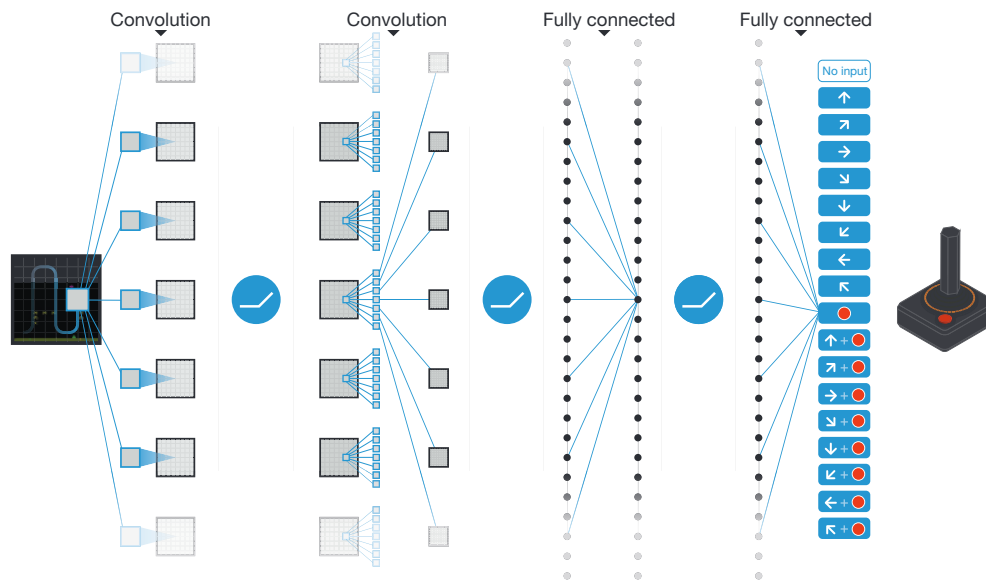 Convolution
Convolution
Fully connected
Fully connected
No input
+
+
+
+
+
+
+
+